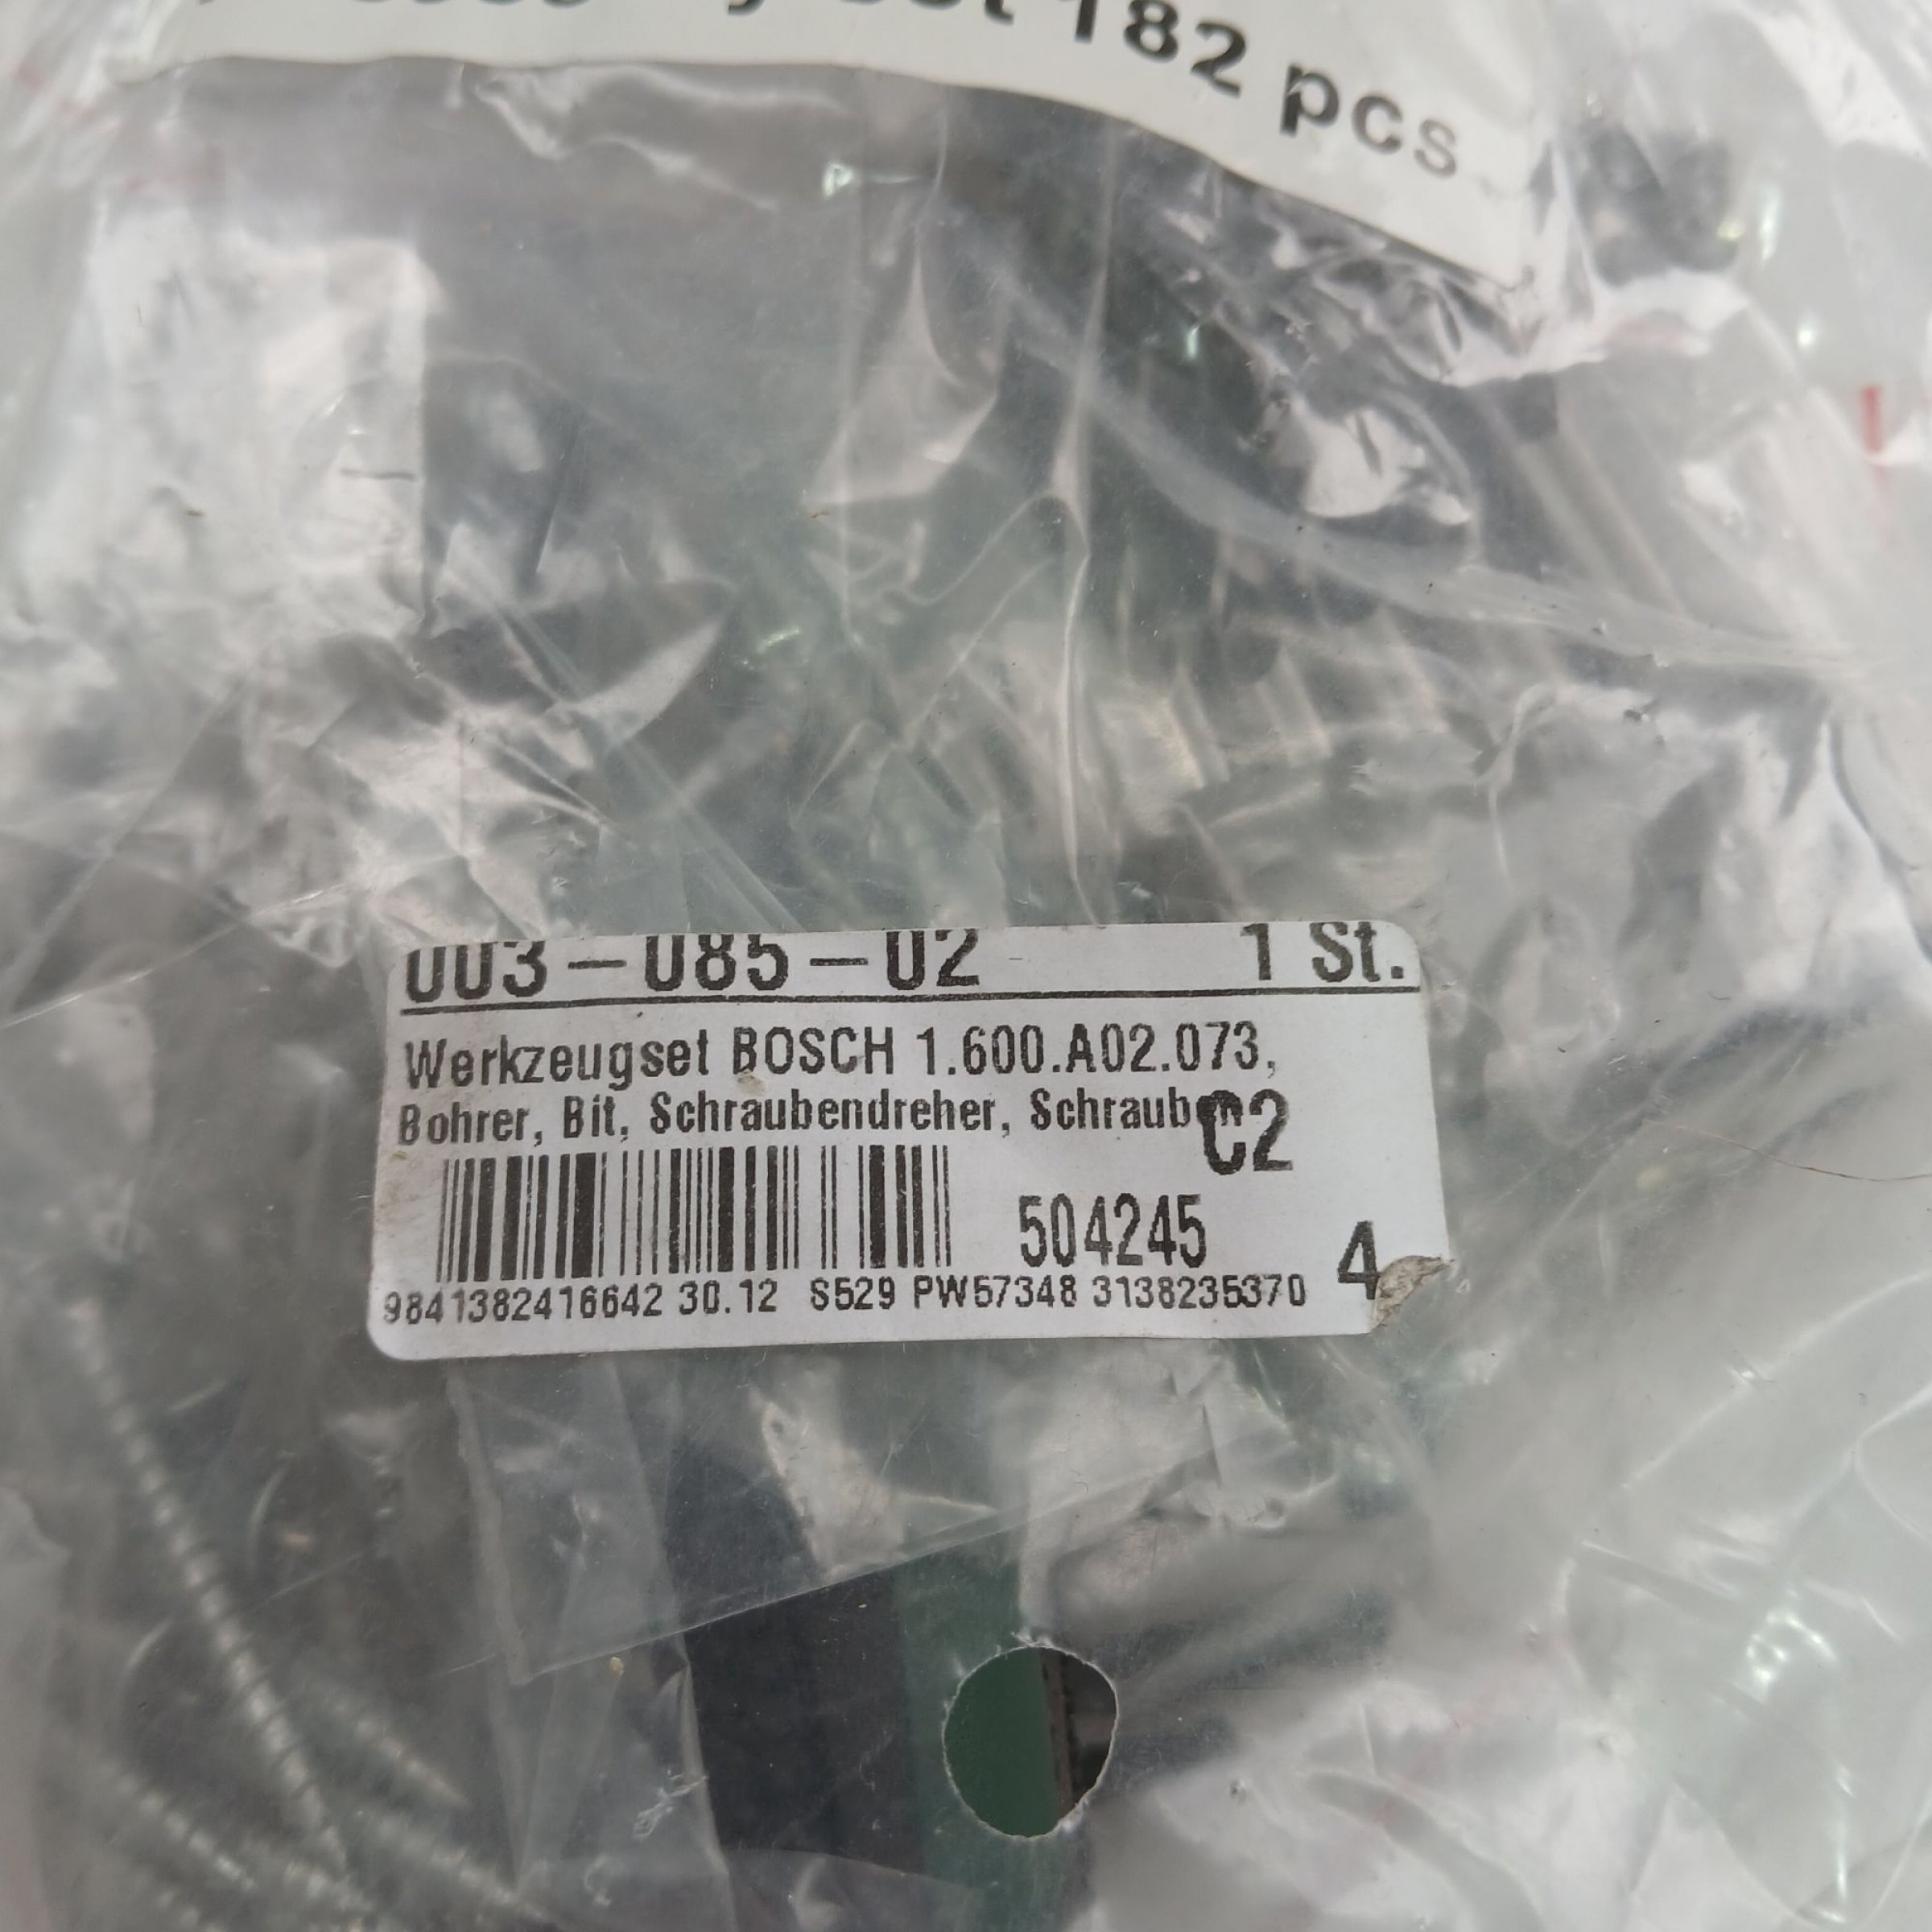 182 pcs
003-085-02 1 St.
Werkzeugset BOSCH 1.600.A02.073,
Bohrer, Bit, Schraubendreher, Schraub
C2
504245
4
9841382416642 30.12 S529 PW57348 3138235370